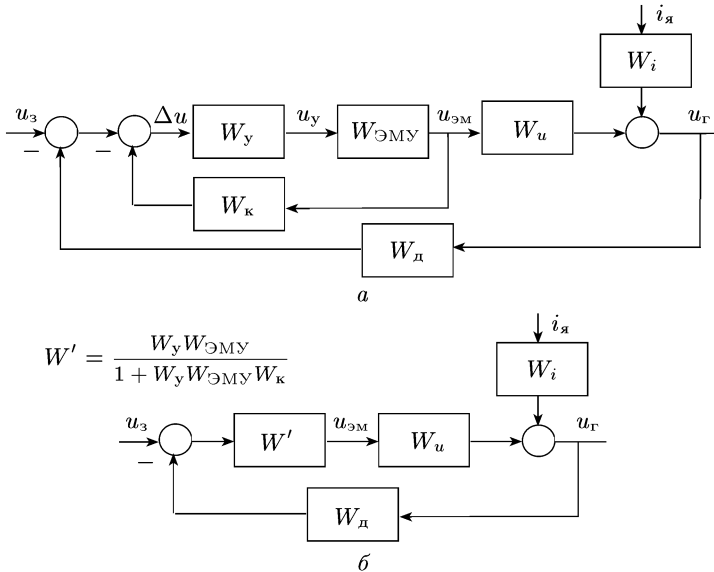 iя
Wi
uз
Δu
uу
uэм
uг
−
−
Wу
WЭМУ
Wu
Wк
Wд
а
iя
W′ = WуWЭМУ / 1 + WуWЭМУWк
Wi
uз
uэм
uг
−
W′
Wu
Wд
б